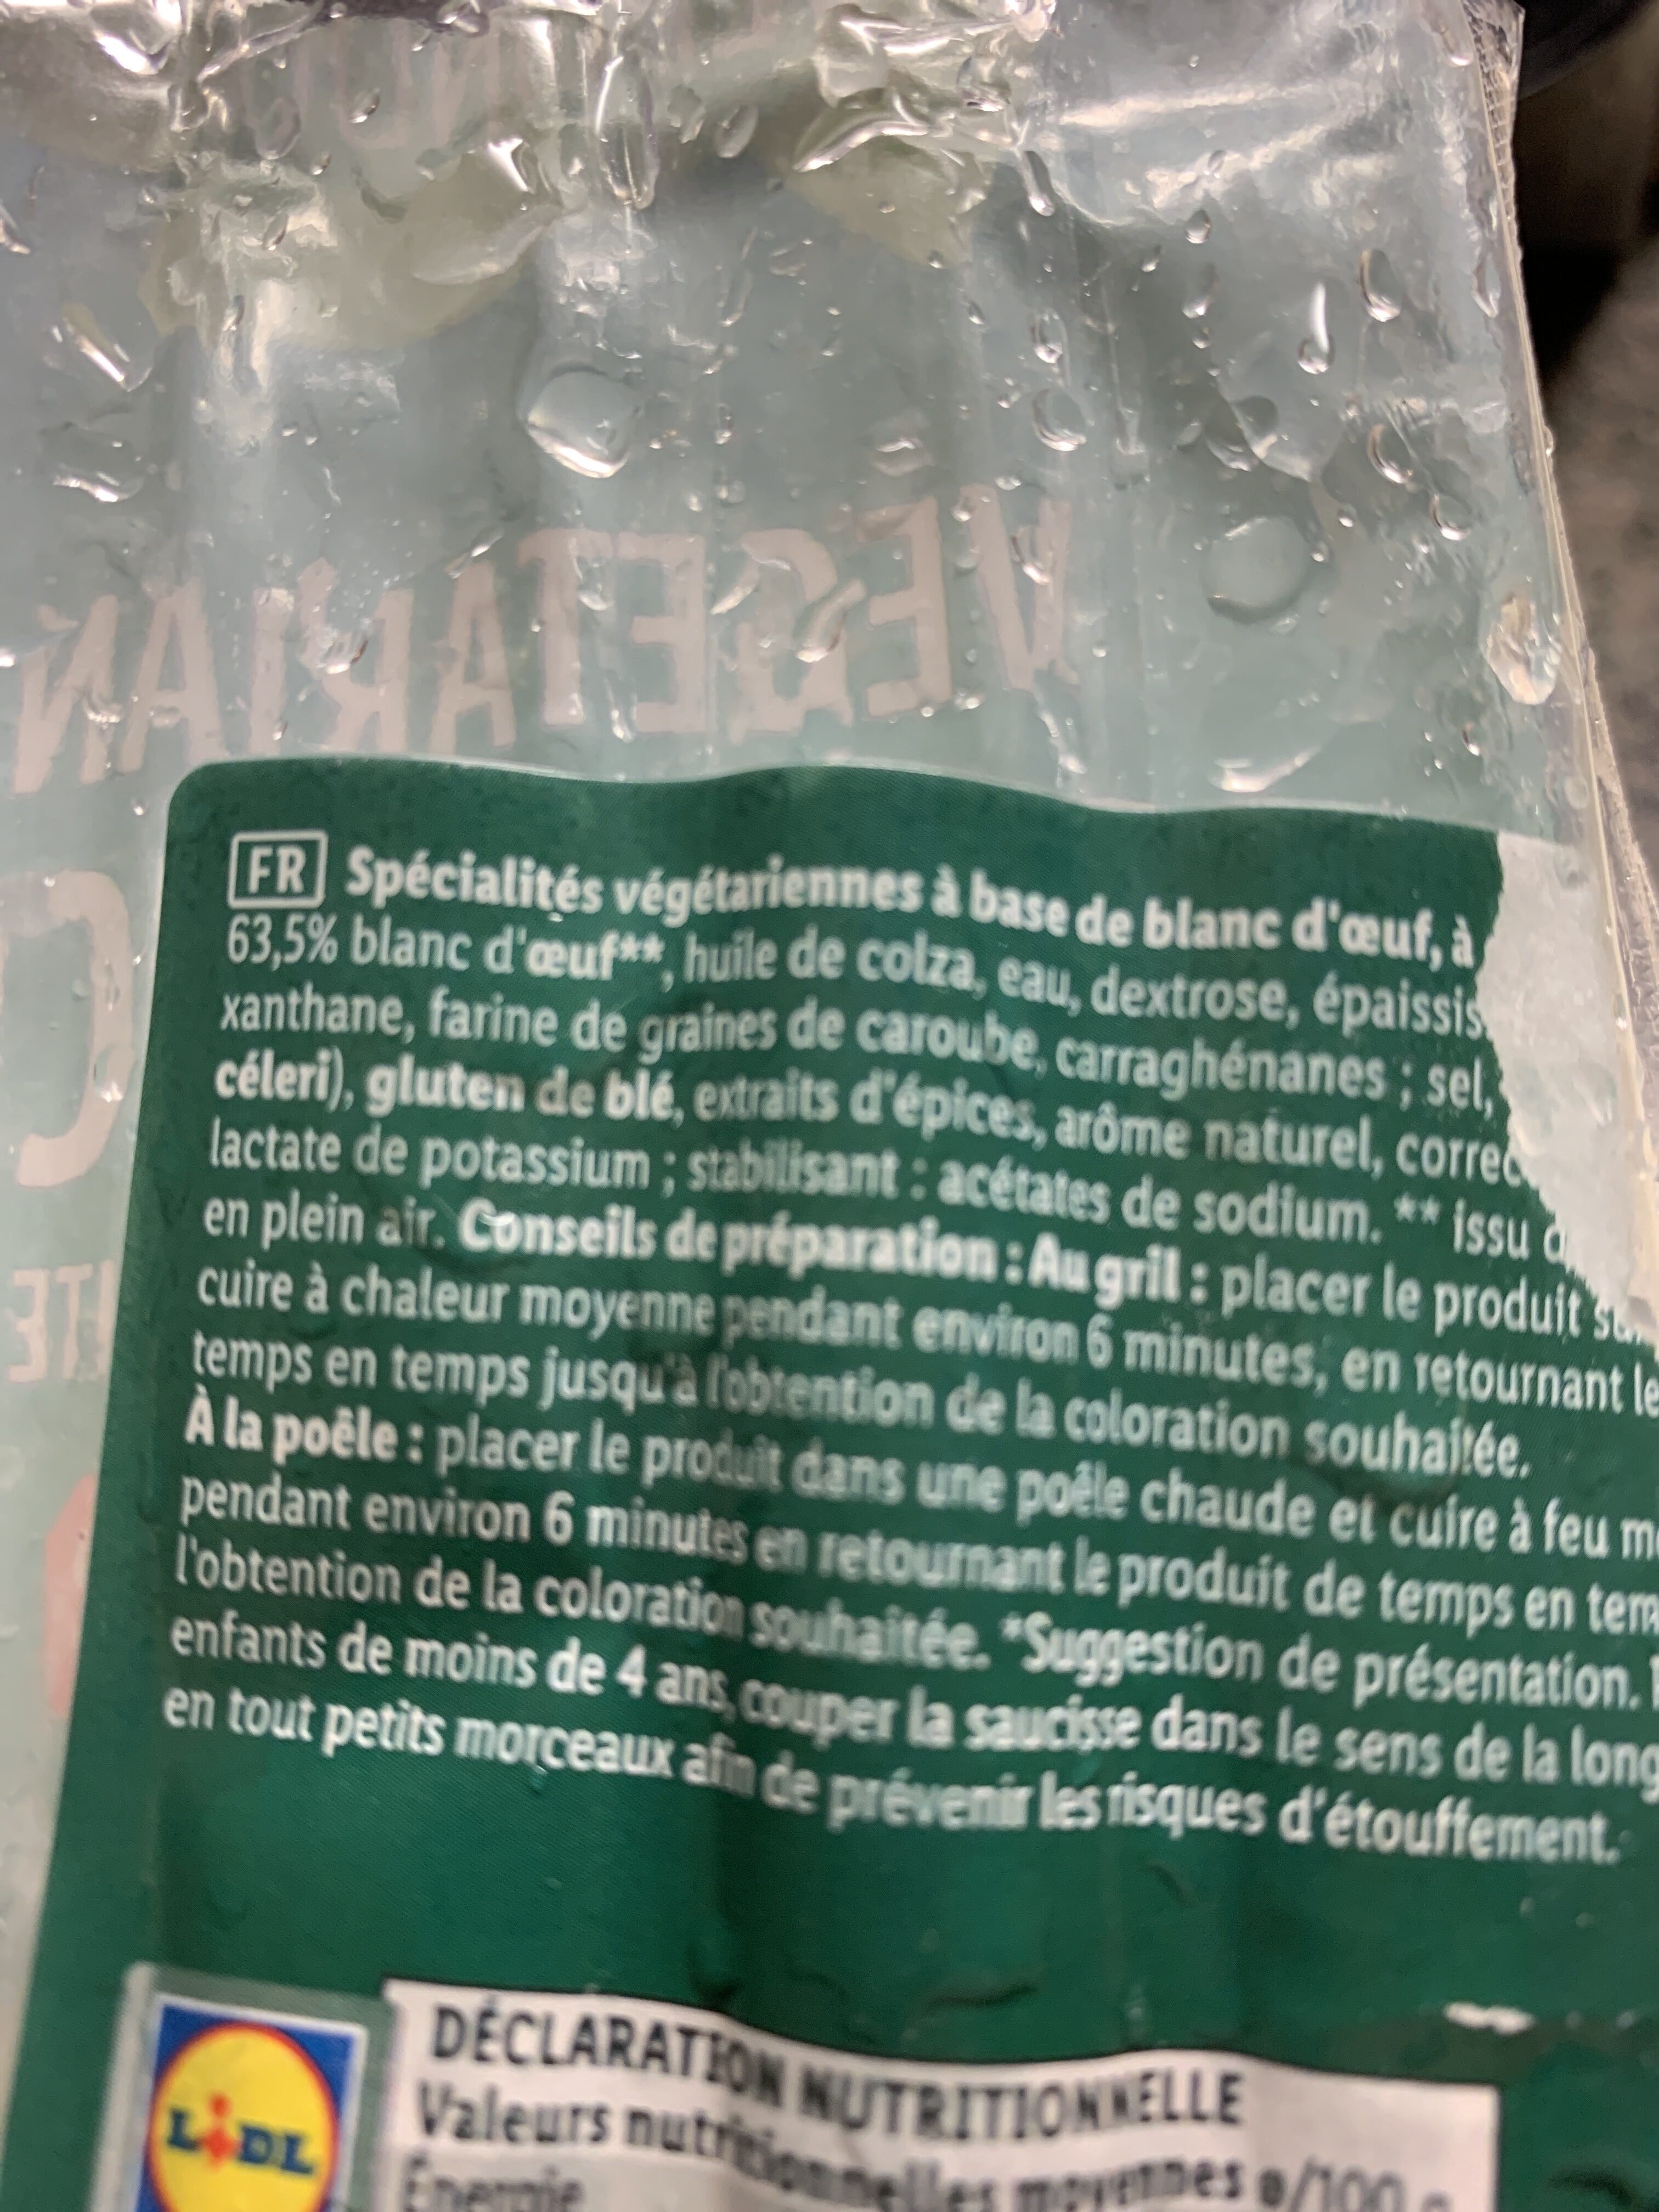 VEGETARIAN
FR Spécialités végétariennes à base de blanc d'œuf, à
63,5% blanc d'œuf**, huile de colza, eau, dextrose, épaissis
xanthane, farine de graines de caroube, carraghénanes ; sel,
céleri), gluten de blé, extraits d'épices, arôme naturel, correc
lactate de potassium ; stabilisant : acétates de sodium. ** issu d
en plein air. Conseils de préparation : Au gril : placer le produit su
cuire à chaleur moyenne pendant environ 6 minutes, en retournant le
temps en temps jusqu'à l'obtention de la coloration souhaitée.
À la poêle : placer le produit dans une poêle chaude et cuire à feu m
pendant environ 6 minutes en retournant le produit de temps en tem
l'obtention de la coloration souhaitée. *Suggestion de présentation.
enfants de moins de 4 ans, couper la saucisse dans le sens de la long
en tout petits morceaux afin de prévenir les risques d'étouffement.
LIDL
DÉCLARATION NUTRITIONNELLE
Valeurs nutritionnelles moyennes ø/100 g
Énergie